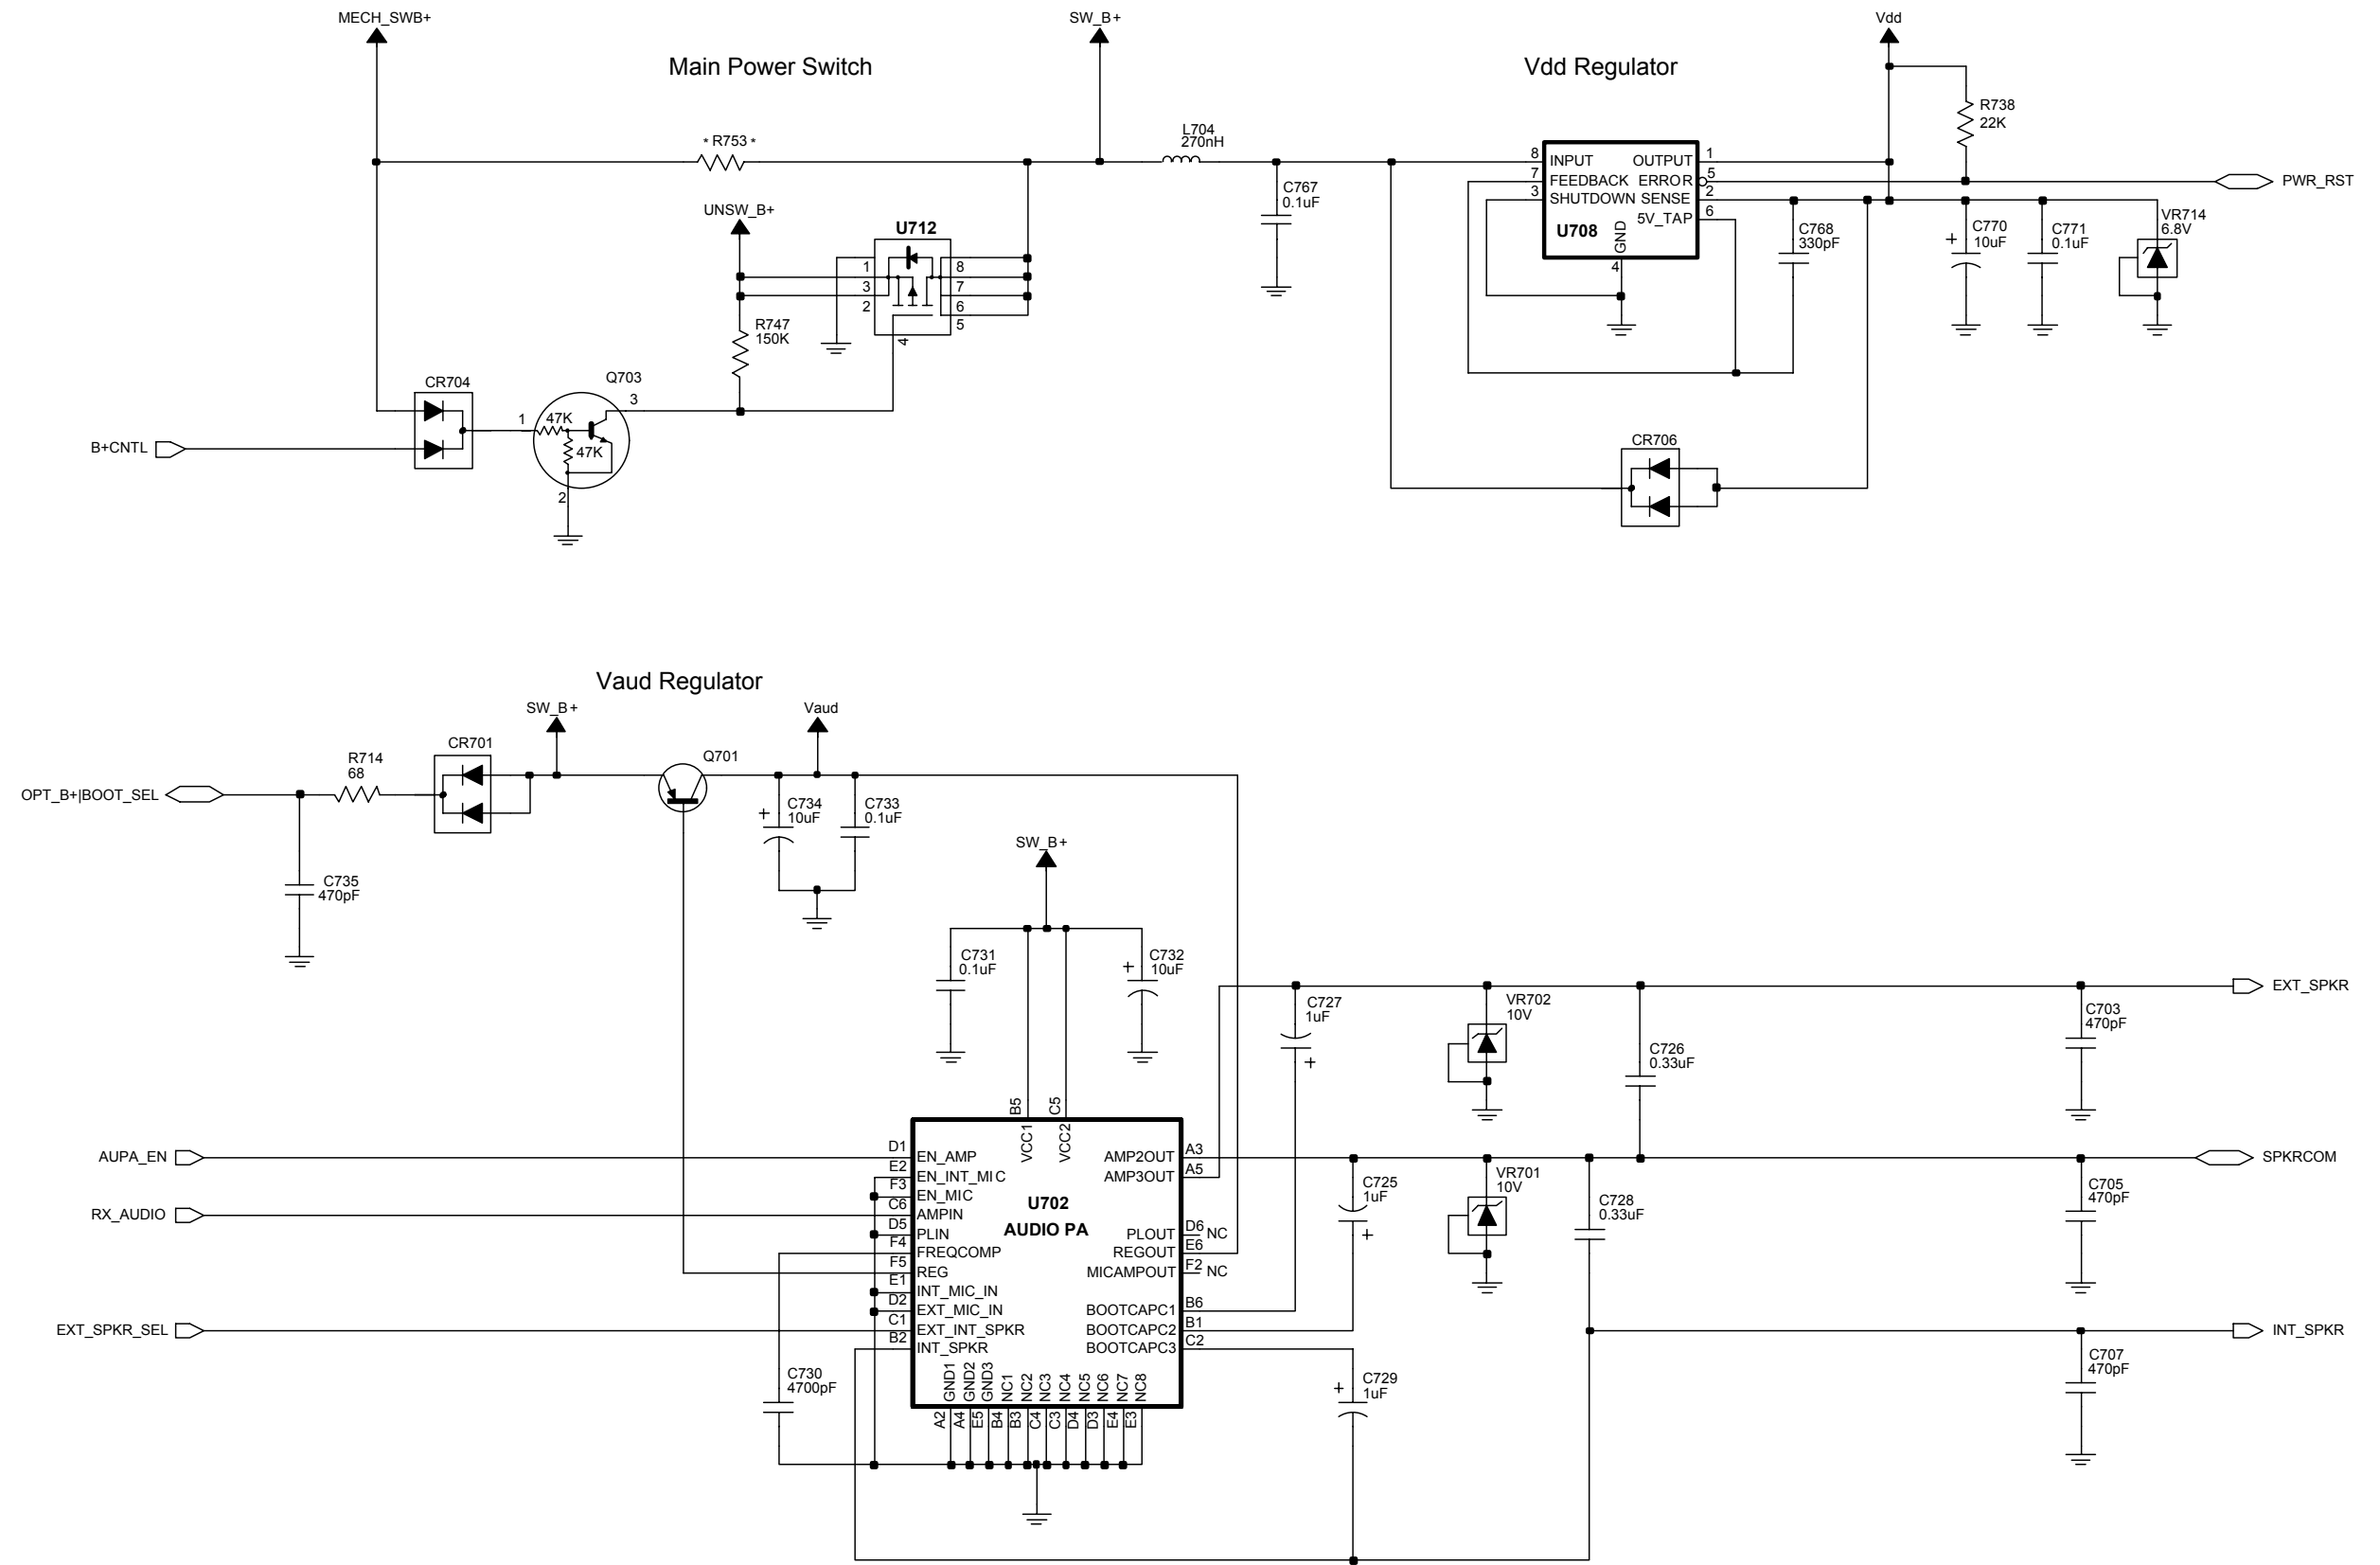 MECH_SWB+
SW_B+
Vdd
Main Power Switch
Vdd Regulator
* R753 *
L704
270nH
R738
22K
C767
0.1uF
8
INPUT
OUTPUT
1
7
FEEDBACK
ERROR
5
3
SHUTDOWN
SENSE
2
5V_TAP
6
U708
GND
4
PWR_RST
UNSW_B+
U712
1
3
2
8
7
6
5
4
R747
150K
C768
330pF
+
C770
10uF
C771
0.1uF
VR714
6.8V
CR704
Q703
3
1
47K
47K
2
B+CNTL
CR706
Vaud Regulator
SW_B+
Vaud
CR701
Q701
R714
68
OPT_B+|BOOT_SEL
+
C734
10uF
C733
0.1uF
C735
470pF
SW_B+
C731
0.1uF
+
C732
10uF
C727
1uF
+
VR702
10V
C726
0.33uF
C703
470pF
EXT_SPKR
B5
C5
VCC1
VCC2
AUPA_EN
D1
EN_AMP
E2
EN_INT_MIC
F3
EN_MIC
RX_AUDIO
C6
AMPIN
D5
PLIN
F4
FREQCOMP
F5
REG
E1
INT_MIC_IN
D2
EXT_MIC_IN
EXT_SPKR_SEL
C1
EXT_INT_SPKR
B2
INT_SPKR
U702
AUDIO PA
AMP2OUT
A3
AMP3OUT
A5
PLOUT
D6
NC
REGOUT
E6
MICAMPOUT
F2
NC
BOOTCAPC1
B6
BOOTCAPC2
B1
BOOTCAPC3
C2
GND1
GND2
GND3
NC1
NC2
NC3
NC4
NC5
NC6
NC7
NC8
A2
A4
E5
B4
B3
C4
C3
D4
D3
E4
E3
C730
4700pF
C725
1uF
+
VR701
10V
C728
0.33uF
SPKRCOM
C705
470pF
INT_SPKR
C707
470pF
+
C729
1uF